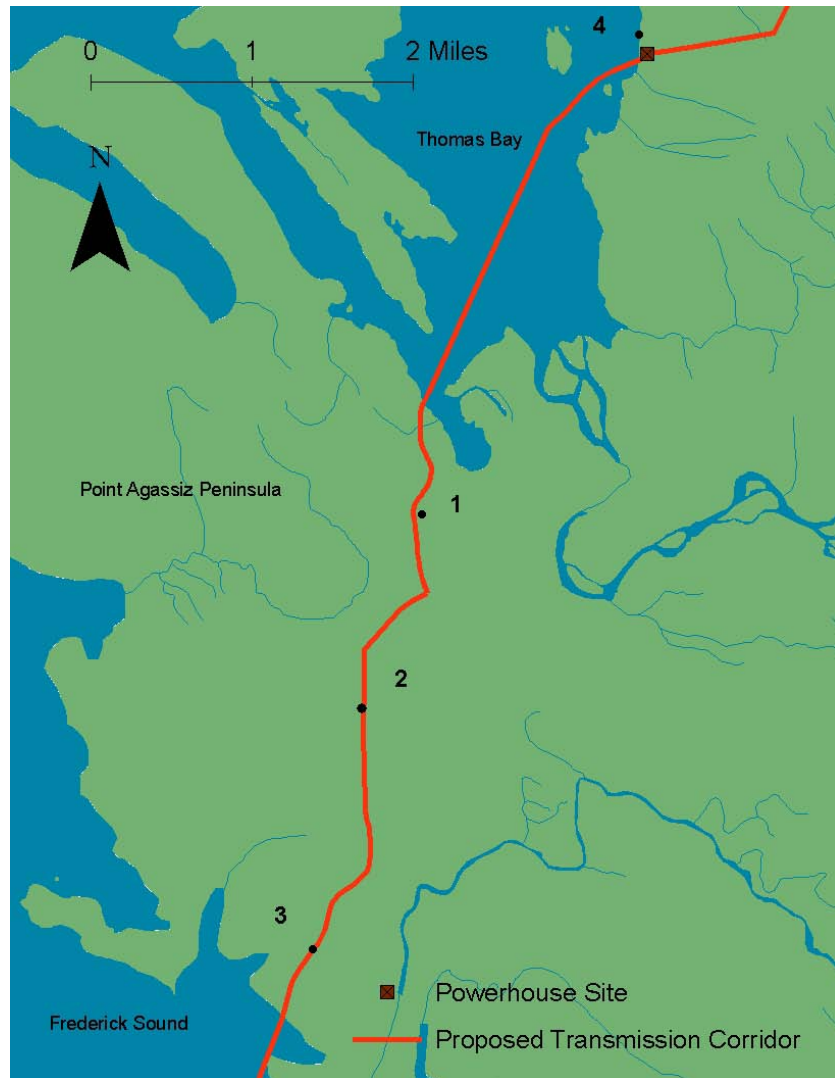 4
0 1 2 Miles
Thomas Bay
N
Point Agassiz Peninsula
1
2
3
Powerhouse Site
Frederick Sound
Proposed Transmission Corridor